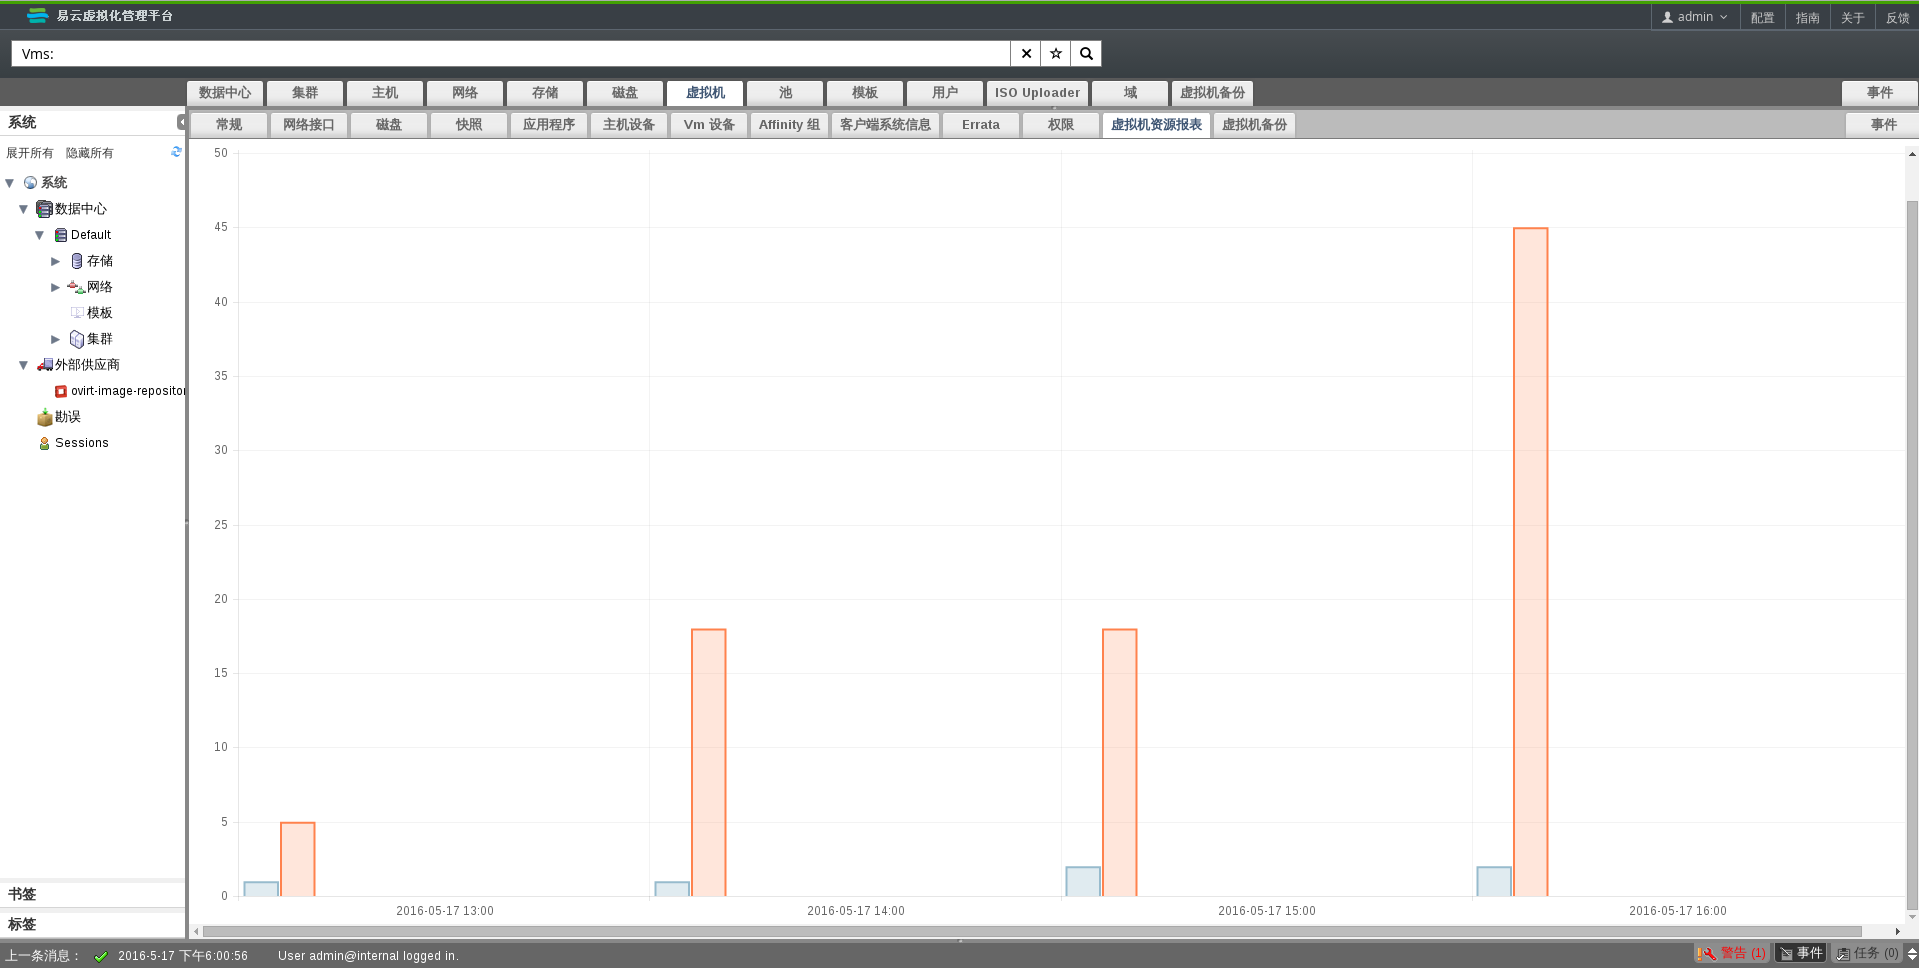 易云虚拟化管理平台
admin 配置 指南 关于 反馈
Vms:
数据中心 集群 主机 网络 存储 磁盘 虚拟机 池 模板 用户 ISO Uploader 域 虚拟机备份 事件
常规 网络接口 磁盘 快照 应用程序 主机设备 Vm 设备 Affinity 组 客户端系统信息 Errata 权限 虚拟机资源报表 虚拟机备份 事件
系统
展开所有 隐藏所有
系统
数据中心
Default
存储
网络
模板
集群
外部供应商
ovirt-image-repositor
勘误
Sessions
书签
标签
50
45
40
35
30
25
20
15
10
5
0
2016-05-17 13:00 2016-05-17 14:00 2016-05-17 15:00 2016-05-17 16:00
上一条消息： 2016-5-17 下午6:00:56 User admin@internal logged in. 警告 (1) 事件 任务 (0)